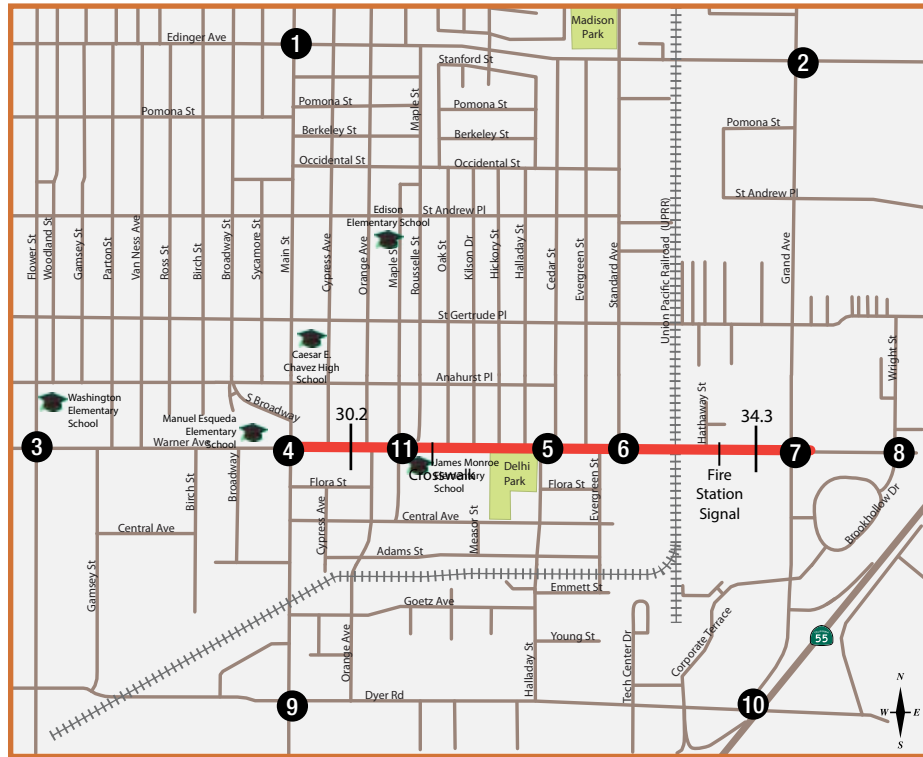 Madison
Park
Edinger Ave
1
2
Stanford St
Pomona St
Pomona St
Pomona St
Maple St
Pomona St
Berkeley St
Berkeley St
Occidental St
Occidental St
St Andrew Pl
Edison
Elementary School
St Andrew Pl
Flower St
Woodland St
Garnsey St
Parton St
Van Ness Ave
Ross St
Birch St
Broadway St
Sycamore St
Main St
Cypress Ave
Orange Ave
Maple St
Rousselle St
Oak St
Kilson Dr
Hickory St
Halladay St
Cedar St
Evergreen St
Standard Ave
Union Pacific Railroad (UPRR)
Grand Ave
St Gertrude Pl
Caesar E.
Chavez High
School
Wright St
Anahurst Pl
Washington
Elementary
School
S Broadway
Manuel Esqueda
Elementary
School
30.2
Hathaway St
34.3
3
Warner Ave
4
11
5
6
7
8
James Monroe
Elementary
School
Crosswalk
Delhi
Park
Fire
Station
Signal
Birch St
Broadway
Flora St
Flora St
Evergreen St
Brookhollow Dr
Central Ave
Cypress Ave
Central Ave
Measor St
Adams St
Garnsey St
Emmett St
Goetz Ave
Orange Ave
Young St
Halladay St
Tech Center Dr
Corporate Terrace
55
9
Dyer Rd
10
N
W
E
S